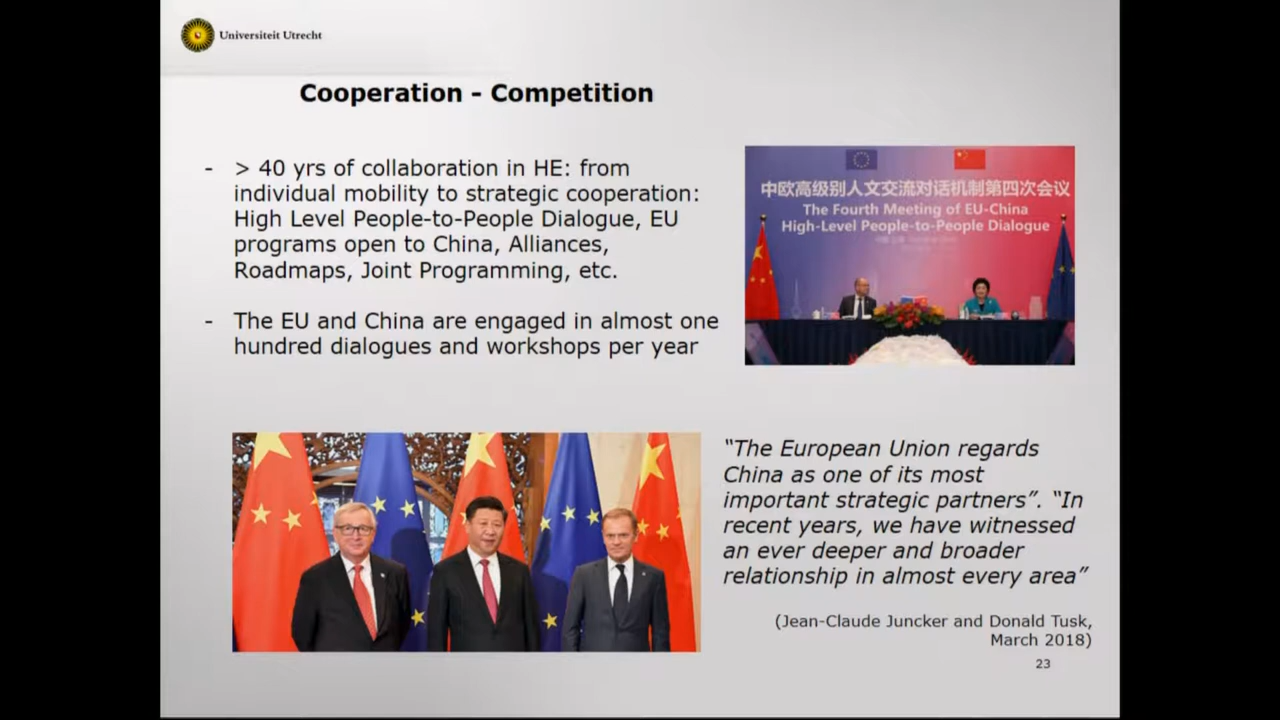 Universiteit Utrecht
Cooperation - Competition
- > 40 yrs of collaboration in HE: from
individual mobility to strategic cooperation:
High Level People-to-People Dialogue, EU
programs open to China, Alliances,
Roadmaps, Joint Programming, etc.
- The EU and China are engaged in almost one
hundred dialogues and workshops per year
中欧高级别人文交流对话机制第四次会议
The Fourth Meeting of EU-China
High-Level People-to-People Dialogue
“The European Union regards
China as one of its most
important strategic partners”. “In
recent years, we have witnessed
an ever deeper and broader
relationship in almost every area”
(Jean-Claude Juncker and Donald Tusk,
March 2018)
23